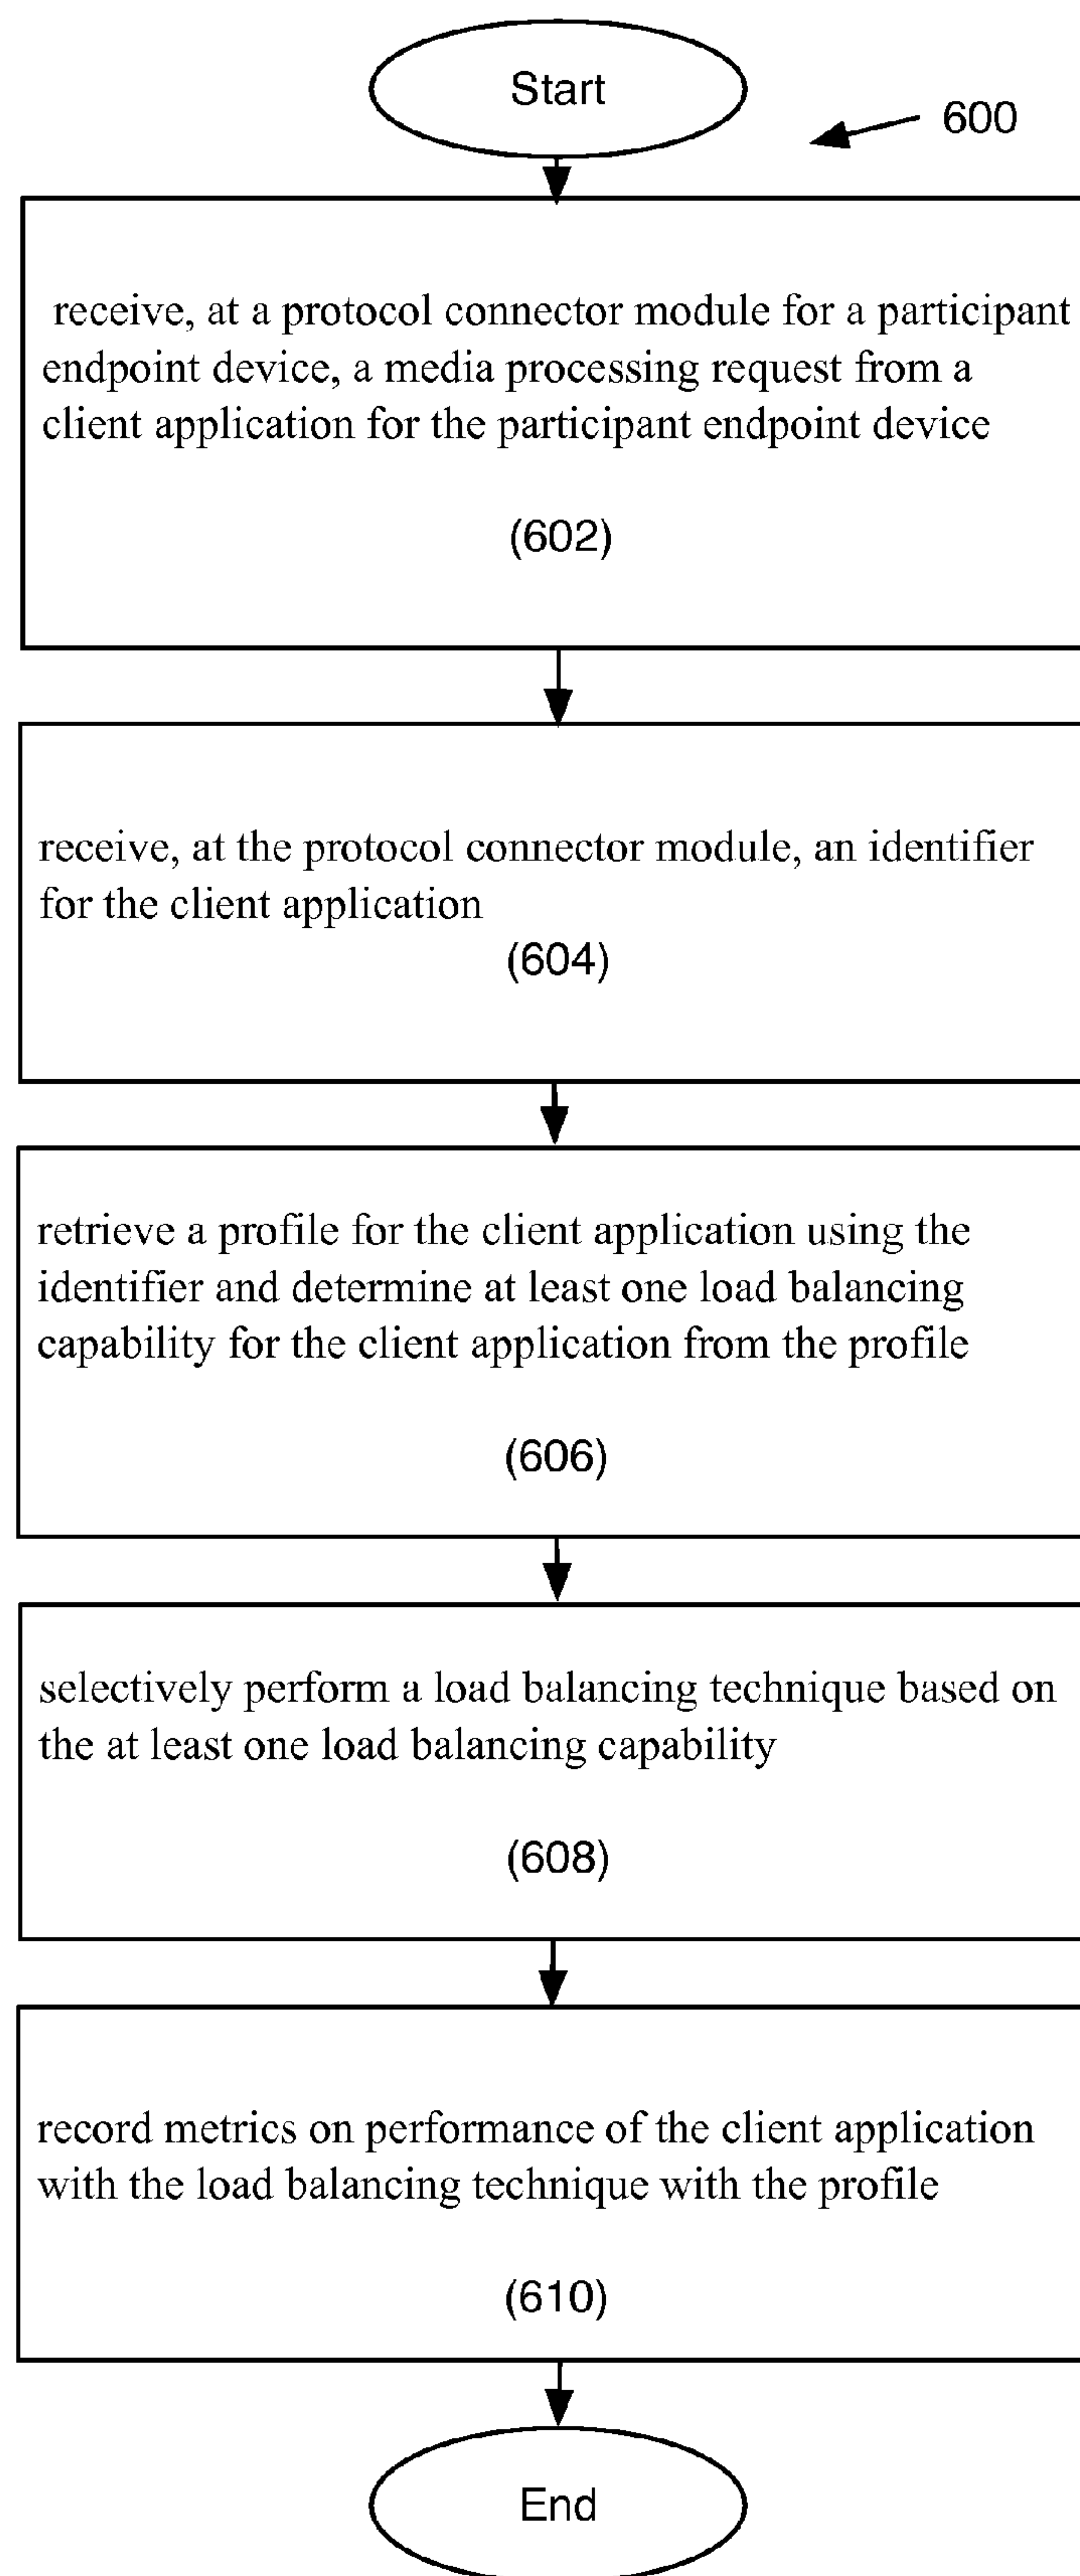 Start
600
receive, at a protocol connector module for a participant
endpoint device, a media processing request from a
client application for the participant endpoint device
(602)
receive, at the protocol connector module, an identifier
for the client application
(604)
retrieve a profile for the client application using the
identifier and determine at least one load balancing
capability for the client application from the profile
(606)
selectively perform a load balancing technique based on
the at least one load balancing capability
(608)
record metrics on performance of the client application
with the load balancing technique with the profile
(610)
End